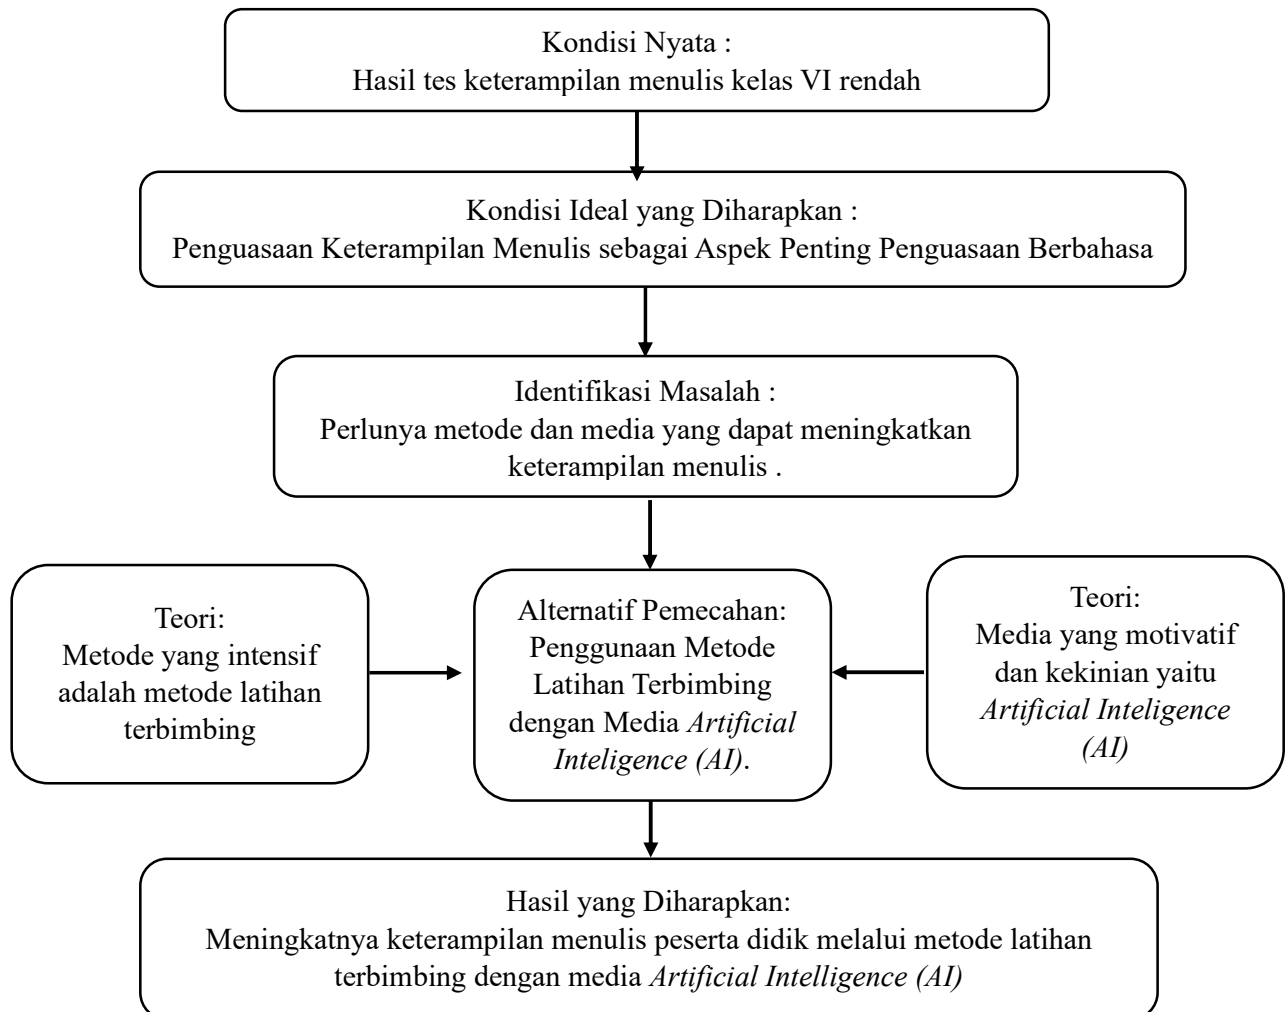 Kondisi Nyata :
Hasil tes keterampilan menulis kelas VI rendah
Kondisi Ideal yang Diharapkan :
Penguasaan Keterampilan Menulis sebagai Aspek Penting Penguasaan Berbahasa
Identifikasi Masalah :
Perlunya metode dan media yang dapat meningkatkan
keterampilan menulis .
Teori:
Metode yang intensif
adalah metode latihan
terbimbing
Alternatif Pemecahan:
Penggunaan Metode
Latihan Terbimbing
dengan Media Artificial
Inteligence (AI).
Teori:
Media yang motivatif
dan kekinian yaitu
Artificial Inteligence
(AI)
Hasil yang Diharapkan:
Meningkatnya keterampilan menulis peserta didik melalui metode latihan
terbimbing dengan media Artificial Intelligence (AI)